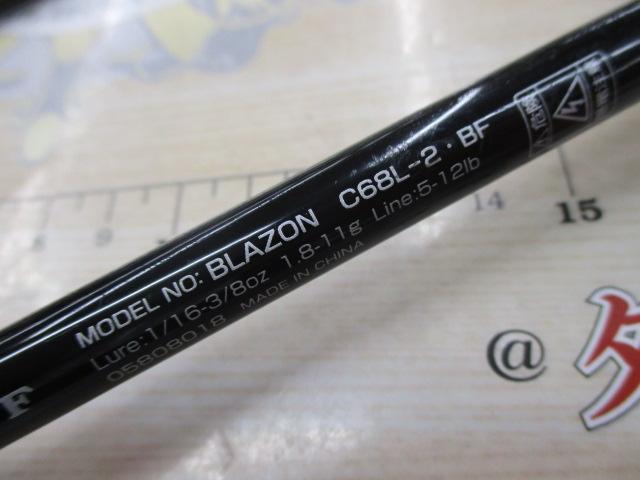 MODEL NO: BLAZON C68L-2・BF
Lure:1/16-3/8oz 1.8-11g Line:5-12lb
05808018 MADE IN CHINA
F
8 9 14 15
@